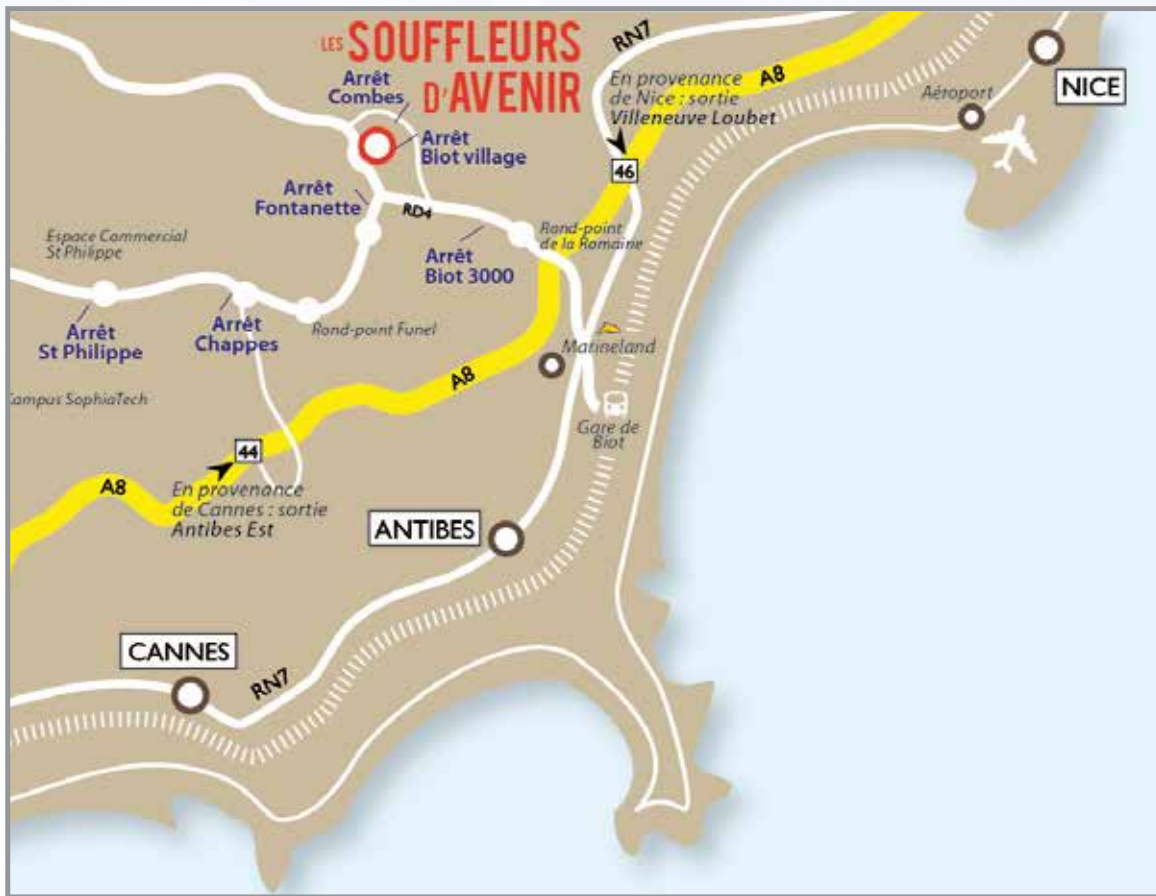 LES SOUFFLEURS
D'AVENIR
Arrêt
Combes
Arrêt
Biot village
Arrêt
Fontanette
RD4
Arrêt
Biot 3000
Rond-point
de la Romaine
RN7
En provenance
de Nice : sortie
Villeneuve Loubet
A8
46
Aéroport
NICE
Espace Commercial
St Philippe
Arrêt
St Philippe
Arrêt
Chappes
Rond-point Funel
Marineland
Gare de
Biot
Campus SophiaTech
A8
44
A8
En provenance
de Cannes : sortie
Antibes Est
ANTIBES
CANNES
RN7